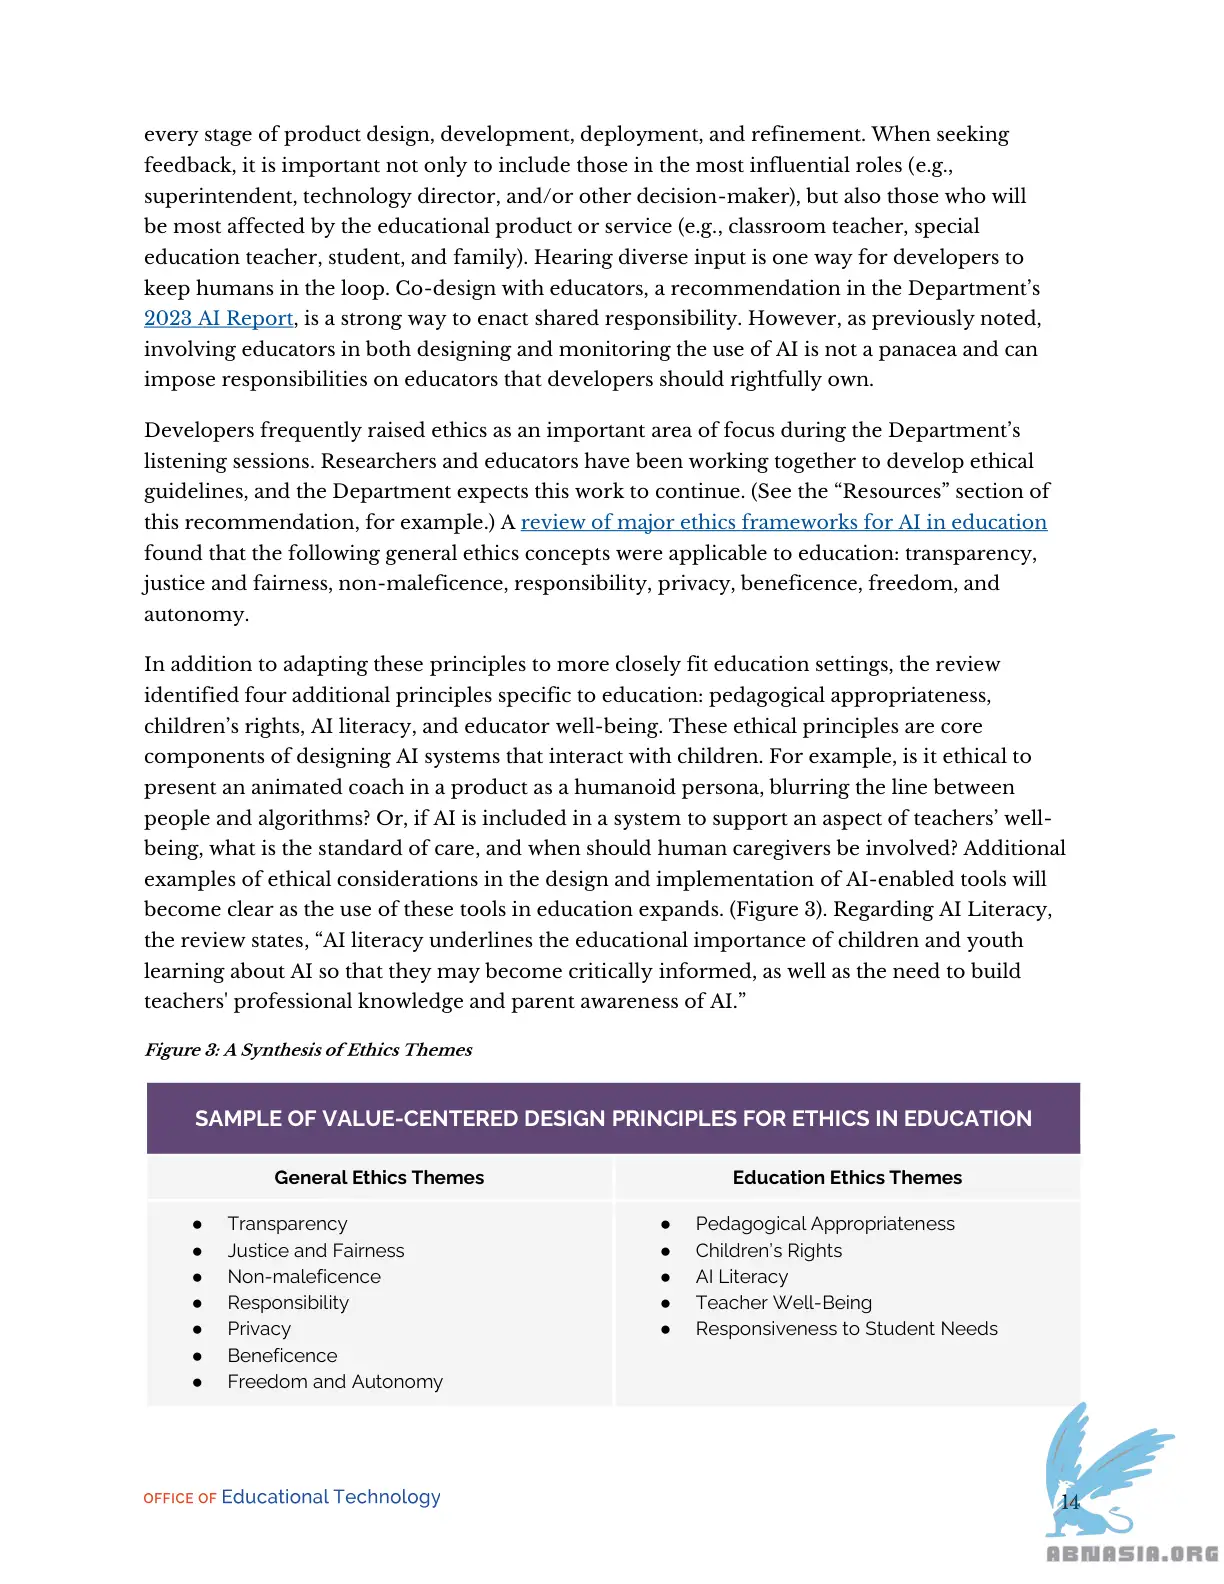 every stage of product design, development, deployment, and refinement. When seeking
feedback, it is important not only to include those in the most influential roles (e.g.,
superintendent, technology director, and/or other decision-maker), but also those who will
be most affected by the educational product or service (e.g., classroom teacher, special
education teacher, student, and family). Hearing diverse input is one way for developers to
keep humans in the loop. Co-design with educators, a recommendation in the Department’s
2023 AI Report, is a strong way to enact shared responsibility. However, as previously noted,
involving educators in both designing and monitoring the use of AI is not a panacea and can
impose responsibilities on educators that developers should rightfully own.
Developers frequently raised ethics as an important area of focus during the Department’s
listening sessions. Researchers and educators have been working together to develop ethical
guidelines, and the Department expects this work to continue. (See the “Resources” section of
this recommendation, for example.) A review of major ethics frameworks for AI in education
found that the following general ethics concepts were applicable to education: transparency,
justice and fairness, non-maleficence, responsibility, privacy, beneficence, freedom, and
autonomy.
In addition to adapting these principles to more closely fit education settings, the review
identified four additional principles specific to education: pedagogical appropriateness,
children’s rights, AI literacy, and educator well-being. These ethical principles are core
components of designing AI systems that interact with children. For example, is it ethical to
present an animated coach in a product as a humanoid persona, blurring the line between
people and algorithms? Or, if AI is included in a system to support an aspect of teachers’ well-
being, what is the standard of care, and when should human caregivers be involved? Additional
examples of ethical considerations in the design and implementation of AI-enabled tools will
become clear as the use of these tools in education expands. (Figure 3). Regarding AI Literacy,
the review states, “AI literacy underlines the educational importance of children and youth
learning about AI so that they may become critically informed, as well as the need to build
teachers' professional knowledge and parent awareness of AI.”
Figure 3: A Synthesis of Ethics Themes
SAMPLE OF VALUE-CENTERED DESIGN PRINCIPLES FOR ETHICS IN EDUCATION
General Ethics Themes
● Transparency
● Justice and Fairness
● Non-maleficence
● Responsibility
● Privacy
● Beneficence
● Freedom and Autonomy
Education Ethics Themes
● Pedagogical Appropriateness
● Children’s Rights
● AI Literacy
● Teacher Well-Being
● Responsiveness to Student Needs
OFFICE OF Educational Technology
14
ABNASIA.ORG